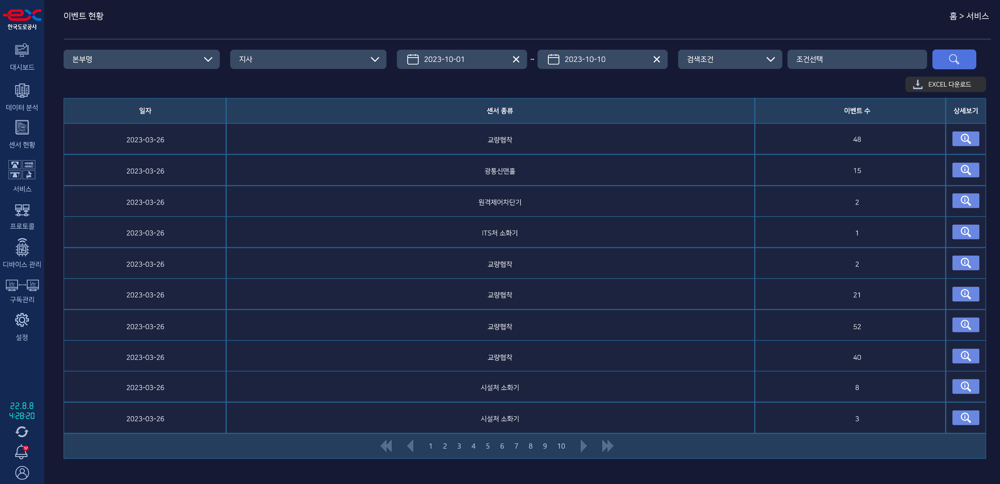 ex
한국도로공사
대시보드
데이터 분석
센서 현황
서비스
프로토콜
디바이스 관리
구독관리
설정
22.8.8
4:28:20
17
이벤트 현황
홈 > 서비스
본부명 지사 2023-10-01 ~ 2023-10-10 검색조건 조건선택
EXCEL 다운로드
일자 센서 종류 이벤트 수 상세보기
2023-03-26 교량협착 48
2023-03-26 광통신맨홀 15
2023-03-26 원격제어차단기 2
2023-03-26 ITS처 소화기 1
2023-03-26 교량협착 2
2023-03-26 교량협착 21
2023-03-26 교량협착 52
2023-03-26 교량협착 40
2023-03-26 시설처 소화기 8
2023-03-26 시설처 소화기 3
1 2 3 4 5 6 7 8 9 10